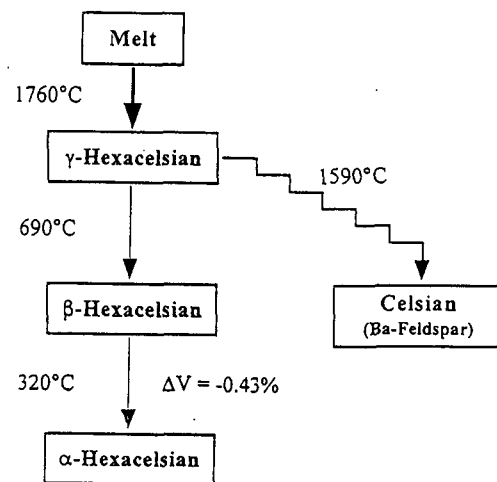 Melt
1760°C
γ-Hexacelsian
1590°C
690°C
β-Hexacelsian
Celsian
(Ba-Feldspar)
320°C
ΔV = -0.43%
α-Hexacelsian